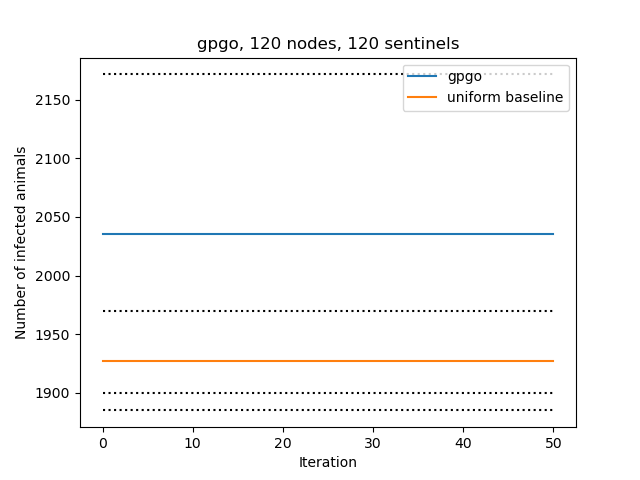 gpgo, 120 nodes, 120 sentinels
gpgo
uniform baseline
Number of infected animals
2150
2100
2050
2000
1950
1900
0 10 20 30 40 50
Iteration